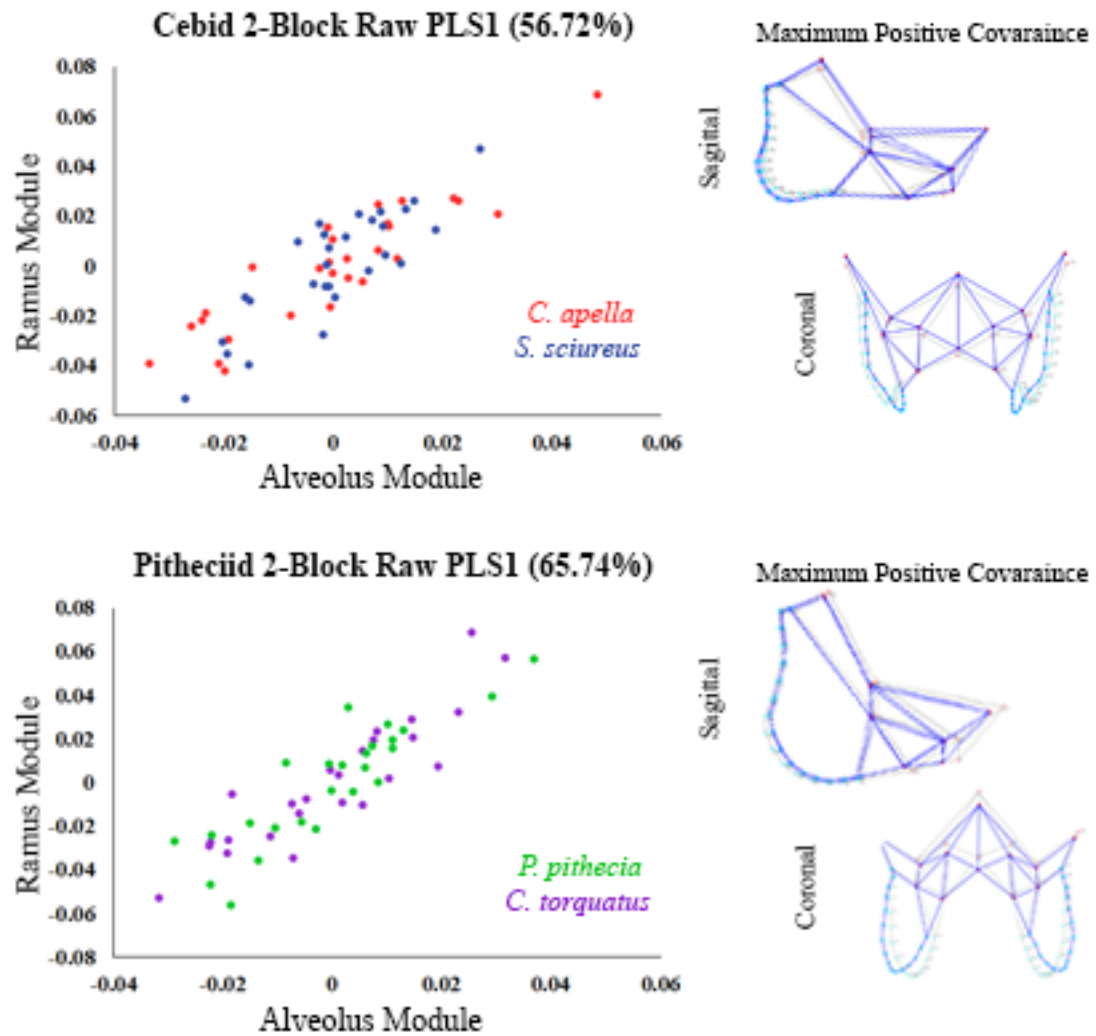 Cebid 2-Block Raw PLS1 (56.72%)
Maximum Positive Covaraince
0.08
0.06
0.04
0.02
0
-0.02
-0.04
-0.06
Ramus Module
-0.04
-0.02
0
0.02
0.04
0.06
Alveolus Module
C. apella
S. sciureus
Sagittal
Coronal
Pitheciid 2-Block Raw PLS1 (65.74%)
Maximum Positive Covaraince
0.08
0.06
0.04
0.02
0
-0.02
-0.04
-0.06
-0.08
Ramus Module
-0.04
-0.02
0
0.02
0.04
0.06
Alveolus Module
P. pithecia
C. torquatus
Sagittal
Coronal